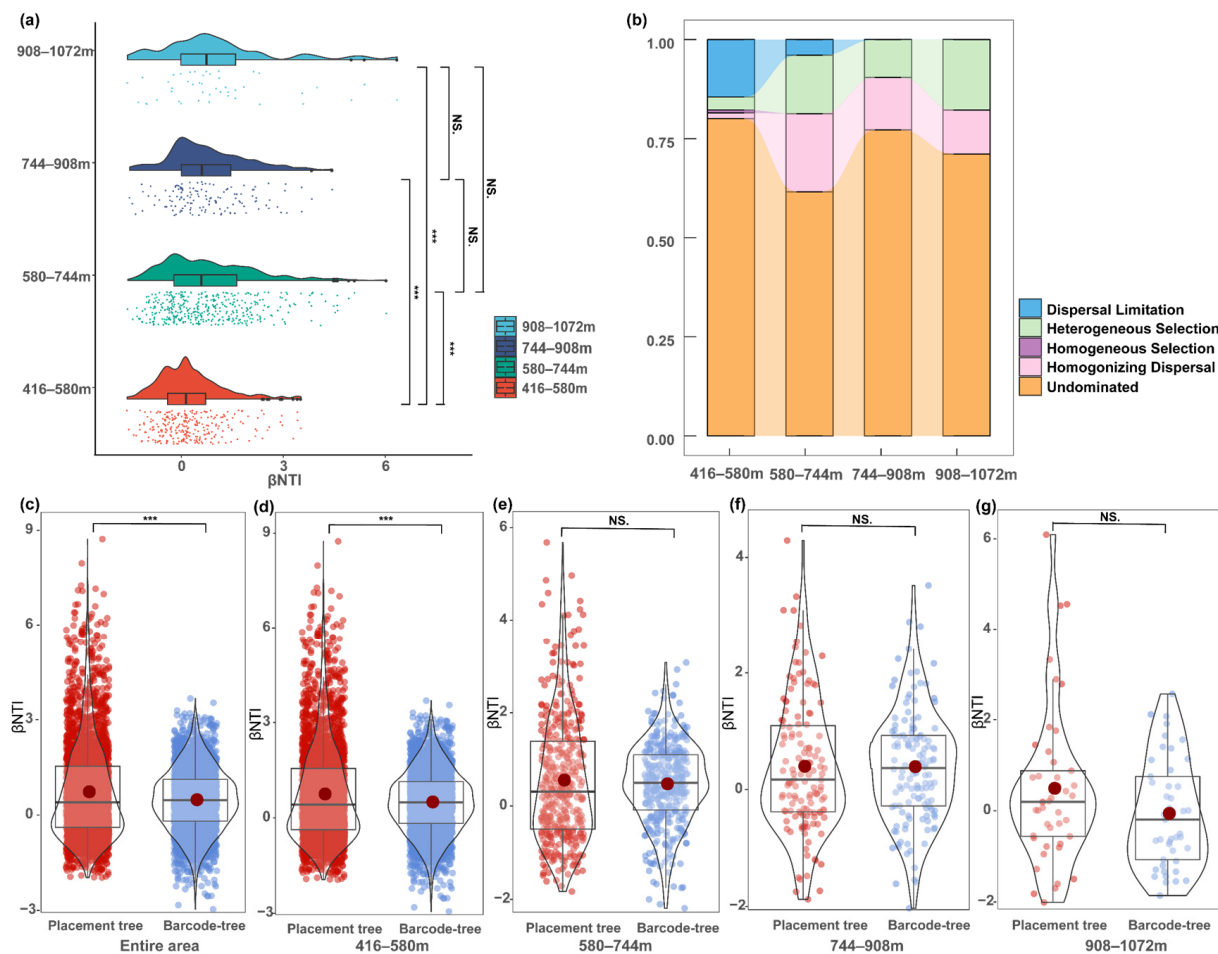 (a)
908–1072m
744–908m
580–744m
416–580m
0
3
6
βNTI
NS.
NS.
NS.
***
***
***
908–1072m
744–908m
580–744m
416–580m
(b)
1.00
0.75
0.50
0.25
0.00
416–580m
580–744m
744–908m
908–1072m
Dispersal Limitation
Heterogeneous Selection
Homogeneous Selection
Homogonizing Dispersal
Undominated
(c)
βNTI
9
6
3
0
−3
***
Placement tree
Barcode-tree
Entire area
(d)
βNTI
9
6
3
0
−3
***
Placement tree
Barcode-tree
416–580m
(e)
βNTI
6
4
2
0
−2
NS.
Placement tree
Barcode-tree
580–744m
(f)
βNTI
4
2
0
−2
NS.
Placement tree
Barcode-tree
744–908m
(g)
βNTI
6
4
2
0
−2
NS.
Placement tree
Barcode-tree
908–1072m